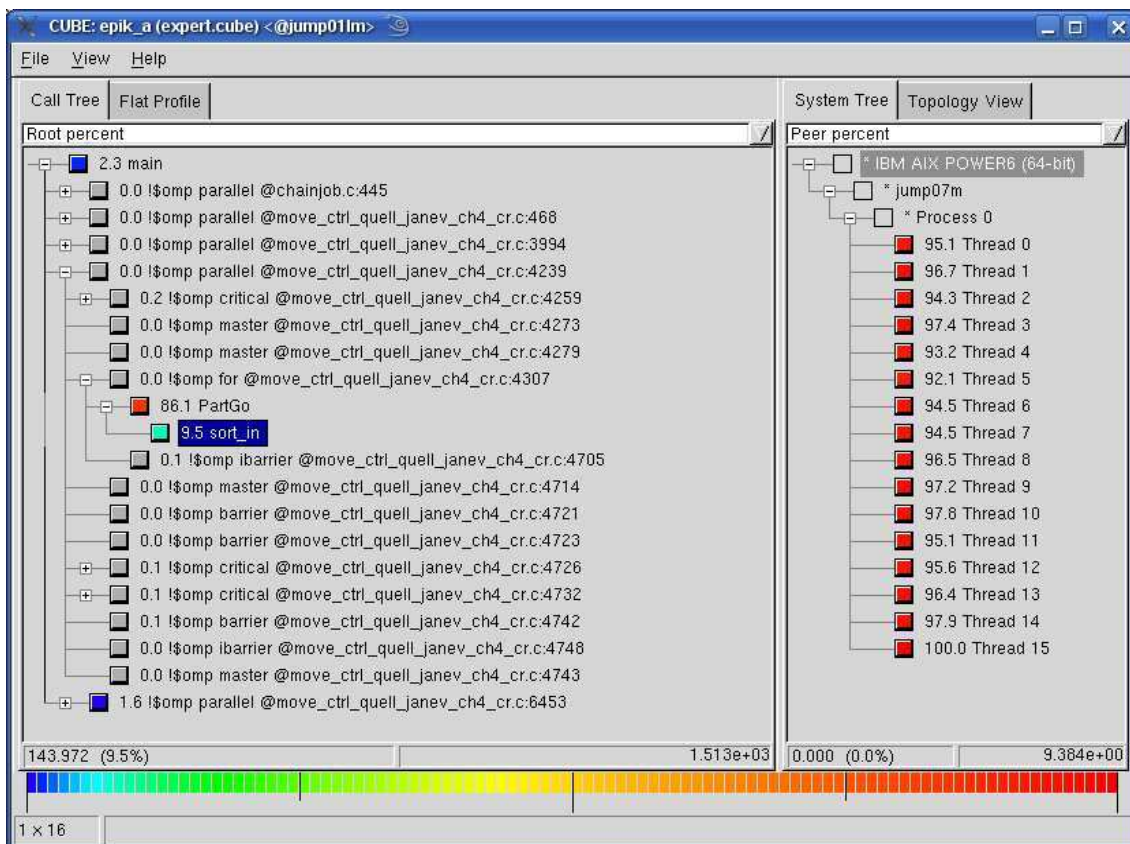 CUBE: epik_a (expert.cube) <@jump01lm>
File View Help
Call Tree Flat Profile
Root percent
2.3 main
0.0 !$omp parallel @chainjob.c:445
0.0 !$omp parallel @move_ctrl_quell_janev_ch4_cr.c:468
0.0 !$omp parallel @move_ctrl_quell_janev_ch4_cr.c:3994
0.0 !$omp parallel @move_ctrl_quell_janev_ch4_cr.c:4239
0.2 !$omp critical @move_ctrl_quell_janev_ch4_cr.c:4259
0.0 !$omp master @move_ctrl_quell_janev_ch4_cr.c:4273
0.0 !$omp master @move_ctrl_quell_janev_ch4_cr.c:4279
0.0 !$omp for @move_ctrl_quell_janev_ch4_cr.c:4307
86.1 PartGo
9.5 sort_in
0.1 !$omp ibarrier @move_ctrl_quell_janev_ch4_cr.c:4705
0.0 !$omp master @move_ctrl_quell_janev_ch4_cr.c:4714
0.0 !$omp barrier @move_ctrl_quell_janev_ch4_cr.c:4721
0.0 !$omp barrier @move_ctrl_quell_janev_ch4_cr.c:4723
0.1 !$omp critical @move_ctrl_quell_janev_ch4_cr.c:4726
0.1 !$omp critical @move_ctrl_quell_janev_ch4_cr.c:4732
0.1 !$omp barrier @move_ctrl_quell_janev_ch4_cr.c:4742
0.0 !$omp ibarrier @move_ctrl_quell_janev_ch4_cr.c:4748
0.0 !$omp master @move_ctrl_quell_janev_ch4_cr.c:4743
1.6 !$omp parallel @move_ctrl_quell_janev_ch4_cr.c:6453
143.972 (9.5%) 1.513e+03
System Tree Topology View
Peer percent
* IBM AIX POWER6 (64-bit)
* jump07m
* Process 0
95.1 Thread 0
96.7 Thread 1
94.3 Thread 2
97.4 Thread 3
93.2 Thread 4
92.1 Thread 5
94.5 Thread 6
94.5 Thread 7
96.5 Thread 8
97.2 Thread 9
97.8 Thread 10
95.1 Thread 11
95.6 Thread 12
96.4 Thread 13
97.9 Thread 14
100.0 Thread 15
0.000 (0.0%) 9.384e+00
1 x 16